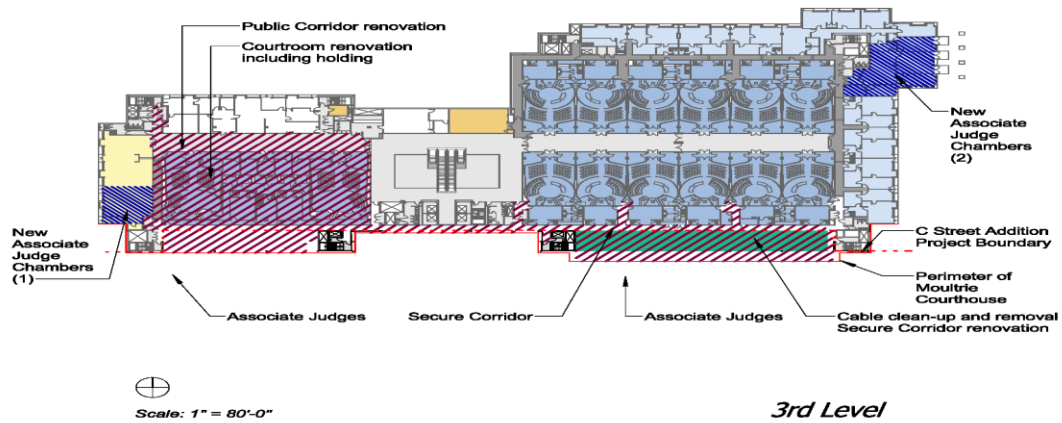 Public Corridor renovation
Courtroom renovation
including holding
New
Associate
Judge
Chambers
(2)
New
Associate
Judge
Chambers
(1)
C Street Addition
Project Boundary
Perimeter of
Moultrie
Courthouse
Associate Judges
Secure Corridor
Associate Judges
Cable clean-up and removal
Secure Corridor renovation
Scale: 1" = 80'-0"
3rd Level